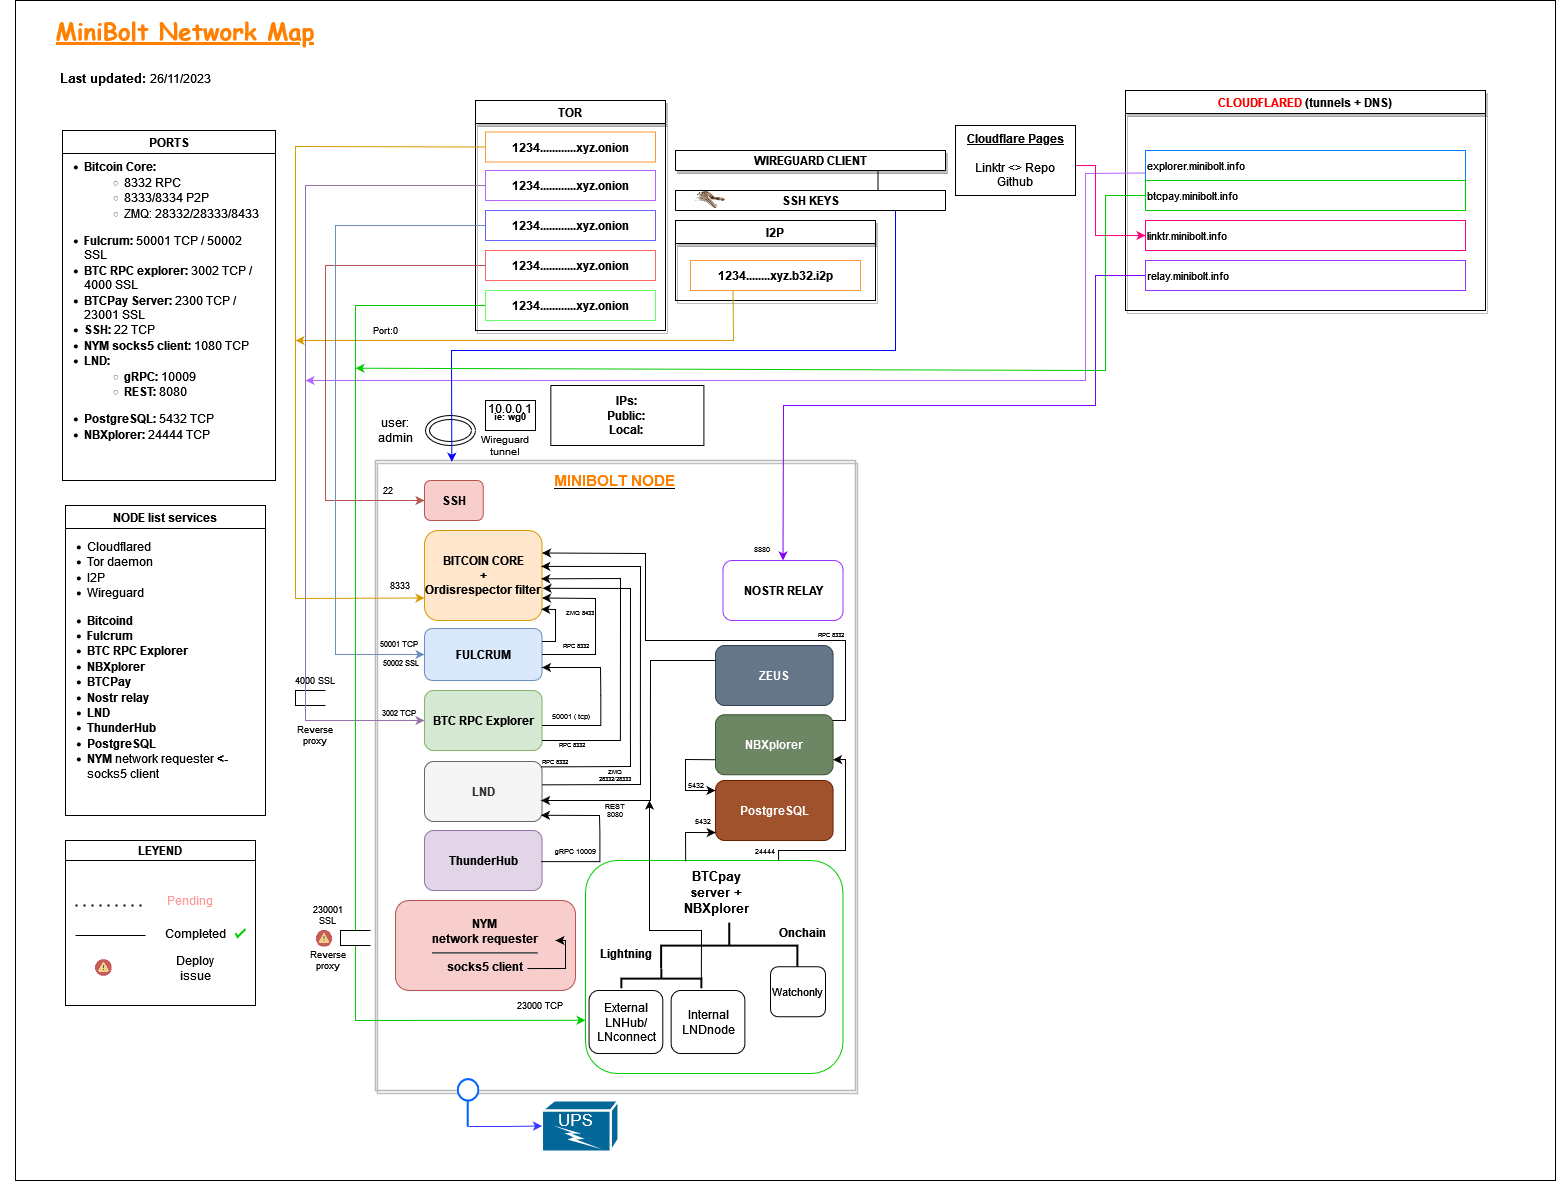 MiniBolt Network Map
Last updated: 26/11/2023
PORTS
Bitcoin Core:
8332 RPC
8333/8334 P2P
ZMQ: 28332/28333/8433
Fulcrum: 50001 TCP / 50002
SSL
BTC RPC explorer: 3002 TCP /
4000 SSL
BTCPay Server: 2300 TCP /
23001 SSL
SSH: 22 TCP
NYM socks5 client: 1080 TCP
LND:
gRPC: 10009
REST: 8080
PostgreSQL: 5432 TCP
NBXplorer: 24444 TCP
NODE list services
Cloudflared
Tor daemon
I2P
Wireguard
Bitcoind
Fulcrum
BTC RPC Explorer
NBXplorer
BTCPay
Nostr relay
LND
ThunderHub
PostgreSQL
NYM network requester <-
socks5 client
LEYEND
Pending
Completed
Deploy
issue
TOR
1234............xyz.onion
1234............xyz.onion
1234............xyz.onion
1234............xyz.onion
1234............xyz.onion
WIREGUARD CLIENT
SSH KEYS
I2P
1234........xyz.b32.i2p
Cloudflare Pages
Linktr <> Repo
Github
CLOUDFLARED (tunnels + DNS)
explorer.minibolt.info
btcpay.minibolt.info
linktr.minibolt.info
relay.minibolt.info
Port:0
user:
admin
10.0.0.1
ie: wg0
Wireguard
tunnel
IPs:
Public:
Local:
MINIBOLT NODE
22
SSH
BITCOIN CORE
+
Ordisrespector filter
8333
ZMQ 8433
RPC 8332
50001 TCP
50002 SSL
FULCRUM
4000 SSL
Reverse
proxy
3002 TCP
BTC RPC Explorer
50001 ( tcp)
RPC 8332
RPC 8332
ZMQ
28332/28333
LND
REST
8080
ThunderHub
gRPC 10009
8880
NOSTR RELAY
RPC 8332
ZEUS
NBXplorer
5432
PostgreSQL
5432
24444
230001
SSL
Reverse
proxy
NYM
network requester
socks5 client
23000 TCP
BTCpay
server +
NBXplorer
Onchain
Lightning
Watchonly
External
LNHub/
LNconnect
Internal
LNDnode
UPS